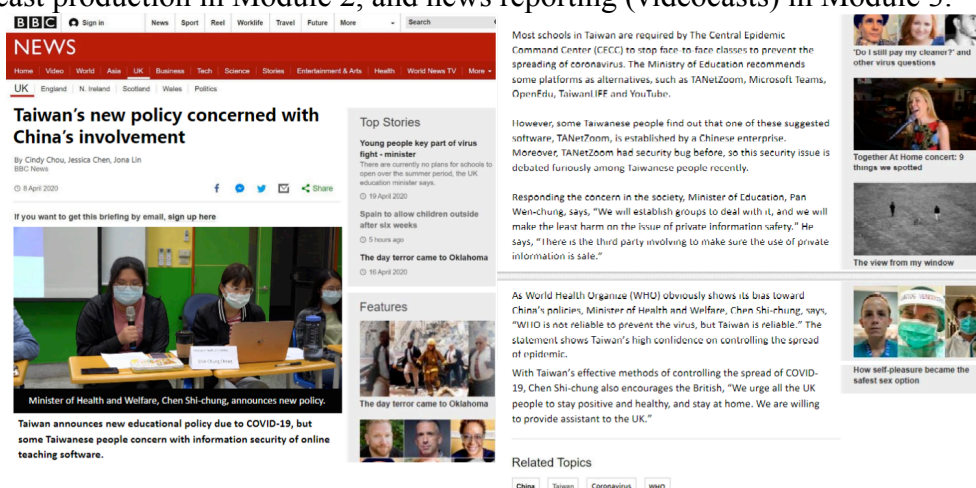 cast production in Module 2, and news reporting (videocasts) in Module 3.
BBC Sign in News Sport Reel Worklife Travel Future More Search
NEWS
Home Video World Asia UK Business Tech Science Stories Entertainment & Arts Health World News TV More
UK England N. Ireland Scotland Wales Politics
Taiwan's new policy concerned with
China's involvement
By Cindy Chou, Jessica Chen, Jona Lin
BBC News
8 April 2020
Share
If you want to get this briefing by email, sign up here
Minister of Health and Welfare, Chen Shi-chung, announces new policy.
Taiwan announces new educational policy due to COVID-19, but
some Taiwanese people concern with information security of online
teaching software.
Top Stories
Young people key part of virus
fight - minister
There are currently no plans for schools to
open over the summer period, the UK
education minister says.
19 April 2020
Spain to allow children outside
after six weeks
5 hours ago
The day terror came to Oklahoma
16 April 2020
Features
The day terror came to Oklahoma
Most schools in Taiwan are required by The Central Epidemic
Command Center (CECC) to stop face-to-face classes to prevent the
spreading of coronavirus. The Ministry of Education recommends
some platforms as alternatives, such as TANetZoom, Microsoft Teams,
OpenEdu, TaiwanLIFE and YouTube.
However, some Taiwanese people find out that one of these suggested
software, TANetZoom, is established by a Chinese enterprise.
Moreover, TANetZoom had security bug before, so this security issue is
debated furiously among Taiwanese people recently.
Responding the concern in the society, Minister of Education, Pan
Wen-chung, says, "We will establish groups to deal with it, and we will
make the least harm on the issue of private information safety." He
says, "There is the third party involving to make sure the use of private
information is safe."
As World Health Organize (WHO) obviously shows its bias toward
China's policies, Minister of Health and Welfare, Chen Shi-chung, says,
"WHO is not reliable to prevent the virus, but Taiwan is reliable." The
statement shows Taiwan's high confidence on controlling the spread
of epidemic.
With Taiwan's effective methods of controlling the spread of COVID-
19, Chen Shi-chung also encourages the British, "We urge all the UK
people to stay positive and healthy, and stay at home. We are willing
to provide assistant to the UK."
Related Topics
China Taiwan Coronavirus WHO
'Do I still pay my cleaner?' and
other virus questions
Together At Home concert: 9
things we spotted
The view from my window
How self-pleasure became the
safest sex option